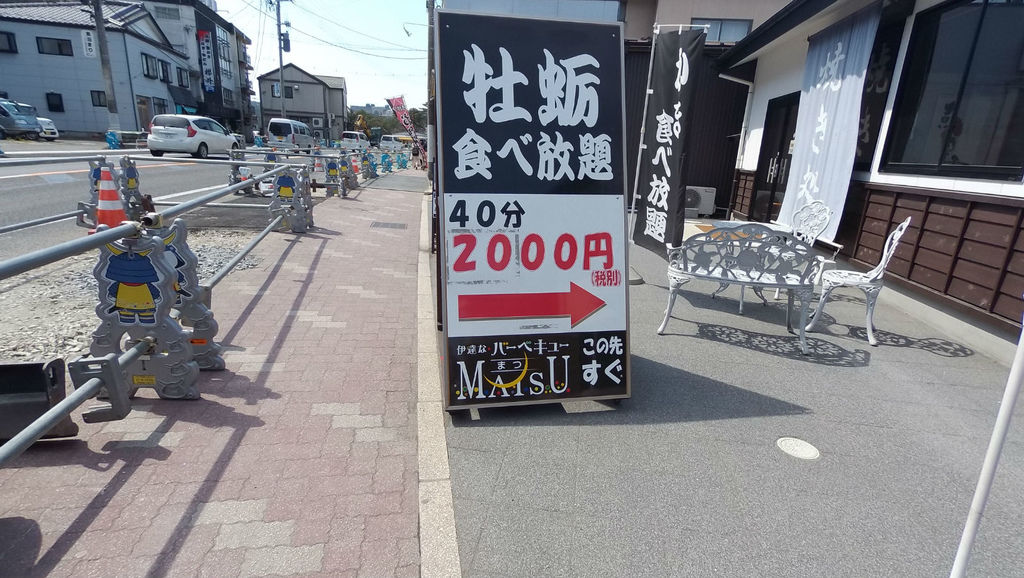 牡蛎
食べ放題
40分
2000円
(税別)
伊達な バーベキュー
まつ
MATSU
この先
すぐ
食べ放題
焼き